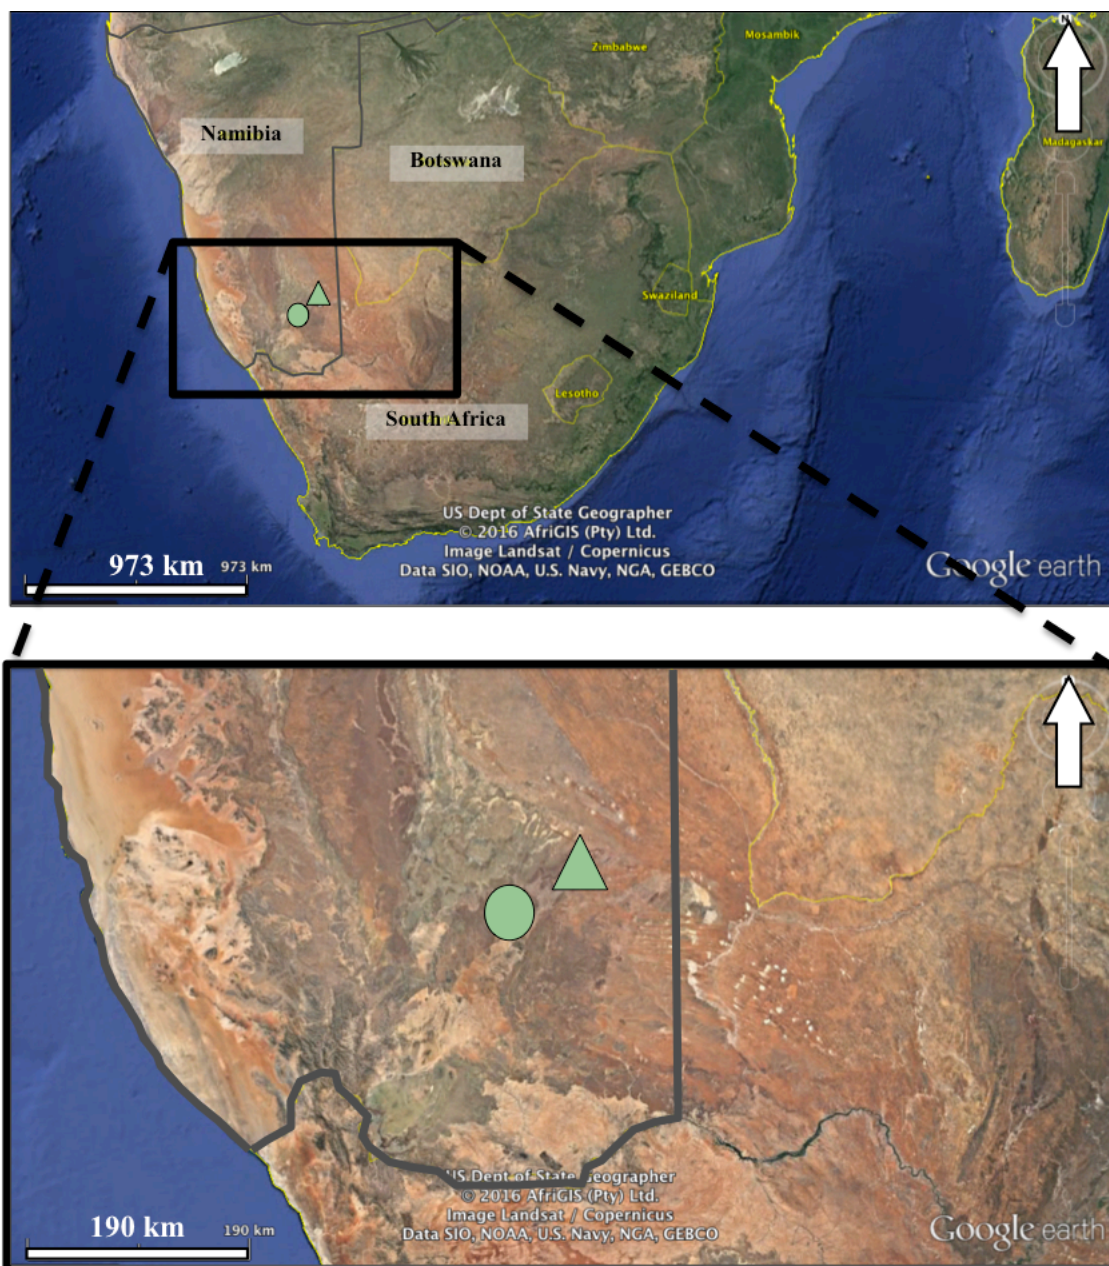 Zimbabwe
Mosambik
N
Namibia
Botswana
Madagaskar
Swaziland
Lesotho
South Africa
US Dept of State Geographer
© 2016 AfriGIS (Pty) Ltd.
Image Landsat / Copernicus
Data SIO, NOAA, U.S. Navy, NGA, GEBCO
973 km 973 km
Google earth
US Dept of State Geographer
© 2016 AfriGIS (Pty) Ltd.
Image Landsat / Copernicus
Data SIO, NOAA, U.S. Navy, NGA, GEBCO
190 km 190 km
Google earth